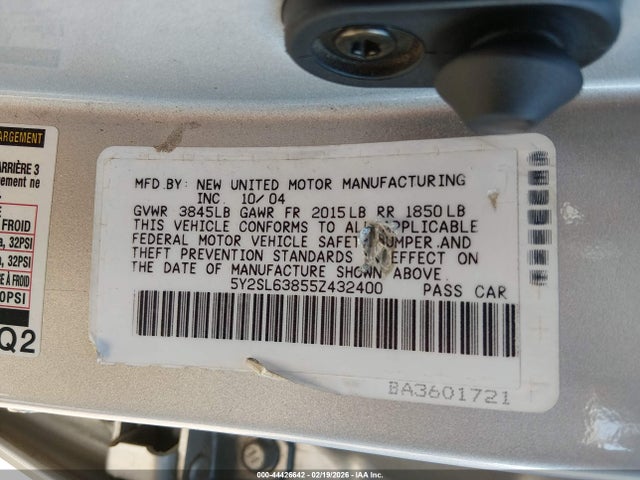 ARGEMENT
ARRIÈRE 3
ement ne
FROID
a, 32PSI
FROID
a, 32PSI
0PSI
Q2
MFD.BY: NEW UNITED MOTOR MANUFACTURING
INC. 10/04
GVWR 3845LB GAWR FR 2015LB RR 1850LB
THIS VEHICLE CONFORMS TO ALL APPLICABLE
FEDERAL MOTOR VEHICLE SAFETY BUMPER AND
THEFT PREVENTION STANDARDS EFFECT ON
THE DATE OF MANUFACTURE SHOWN ABOVE.
5Y2SL63855Z432400 PASS CAR
BA3601721
000-44426642 - 02/19/2026 - IAA Inc.